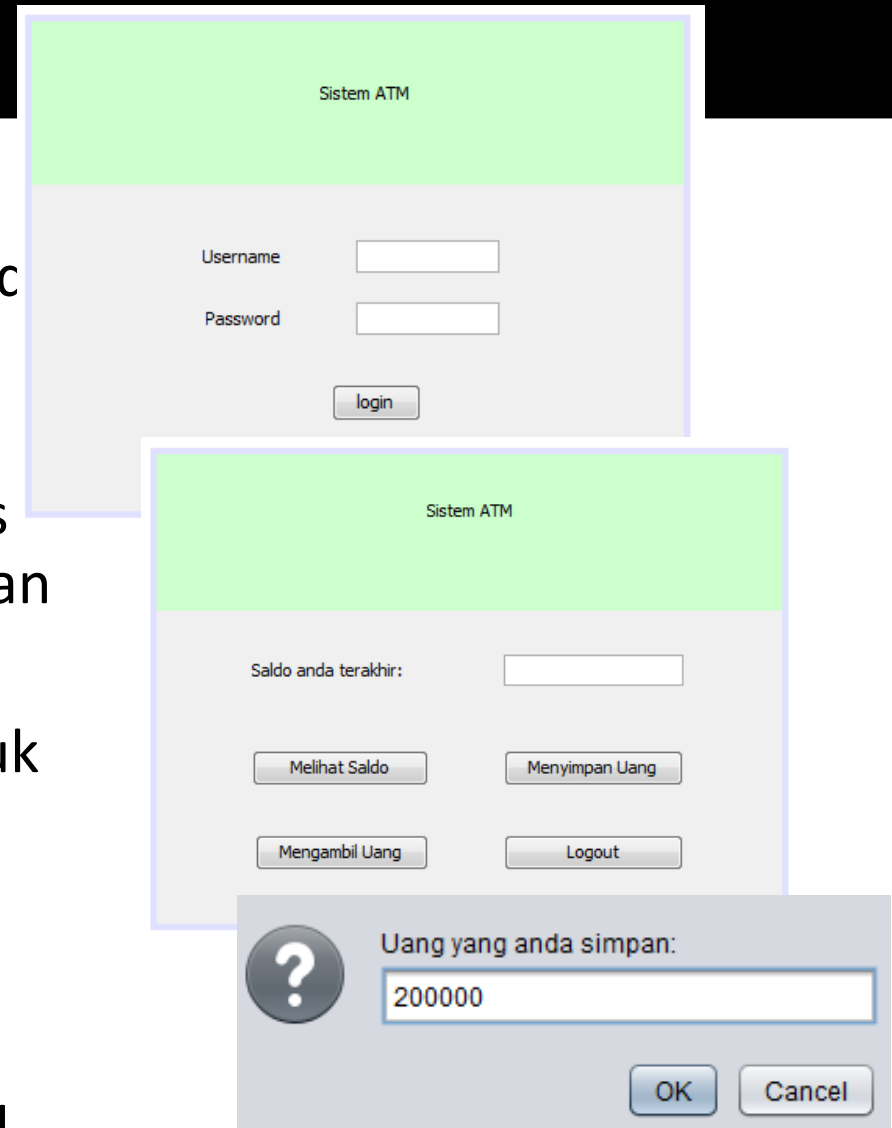 Sistem ATM
Username
Password
login
Sistem ATM
Saldo anda terakhir:
Melihat Saldo
Menyimpan Uang
Mengambil Uang
Logout
Uang yang anda simpan:
200000
OK
Cancel